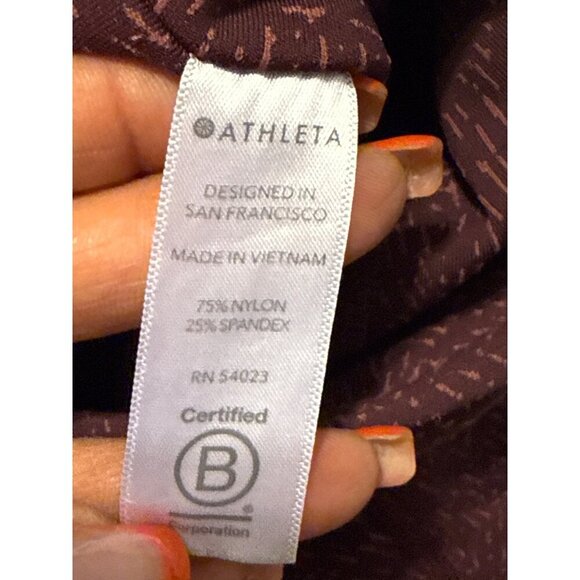 ATHLETA
DESIGNED IN
SAN FRANCISCO
MADE IN VIETNAM
75% NYLON
25% SPANDEX
RN 54023
Certified
B
®
Corporation